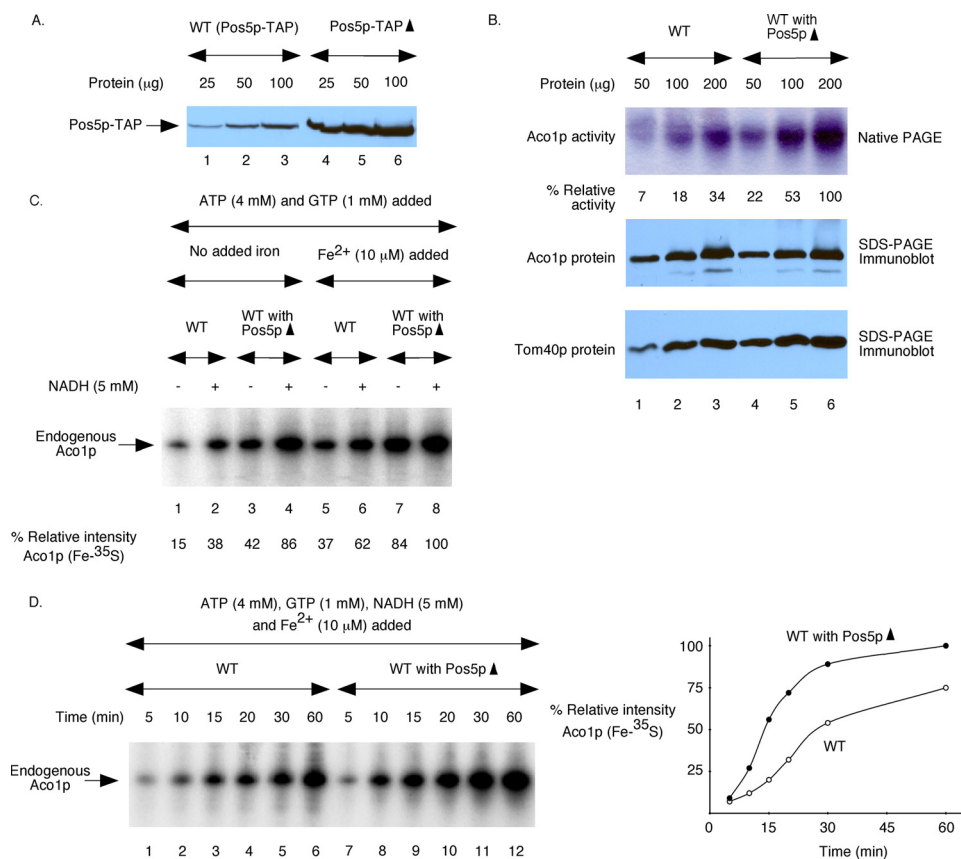 A.
WT (Pos5p-TAP) Pos5p-TAP▲
Protein (μg) 25 50 100 25 50 100
Pos5p-TAP
1 2 3 4 5 6
B.
WT WT with Pos5p▲
Protein (μg) 50 100 200 50 100 200
Aco1p activity Native PAGE
% Relative activity 7 18 34 22 53 100
Aco1p protein SDS-PAGE Immunoblot
Tom40p protein SDS-PAGE Immunoblot
1 2 3 4 5 6
C.
ATP (4 mM) and GTP (1 mM) added
No added iron Fe2+ (10 μM) added
WT WT with Pos5p▲ WT WT with Pos5p▲
NADH (5 mM) - + - + - + - +
Endogenous Aco1p
1 2 3 4 5 6 7 8
% Relative intensity Aco1p (Fe-35S) 15 38 42 86 37 62 84 100
D.
ATP (4 mM), GTP (1 mM), NADH (5 mM)
and Fe2+ (10 μM) added
WT WT with Pos5p▲
Time (min) 5 10 15 20 30 60 5 10 15 20 30 60
Endogenous Aco1p
1 2 3 4 5 6 7 8 9 10 11 12
% Relative intensity
Aco1p (Fe-35S)
100
75
50
25
WT with Pos5p▲
WT
0 15 30 45 60
Time (min)